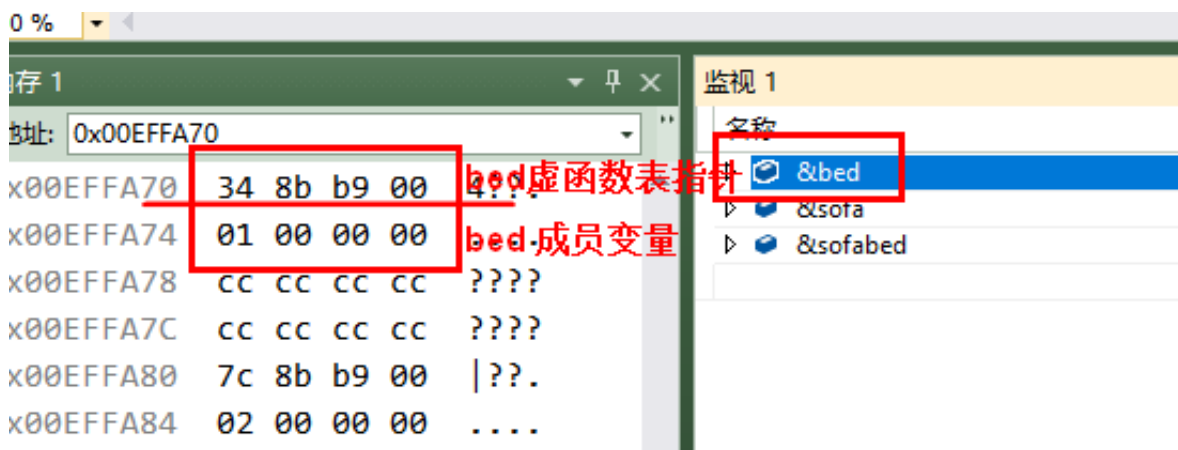 0 %
内存 1
地址: 0x00EFFA70
x00EFFA70 34 8b b9 00 4??.
x00EFFA74 01 00 00 00 ....
x00EFFA78 cc cc cc cc ????
x00EFFA7C cc cc cc cc ????
x00EFFA80 7c 8b b9 00 |??.
x00EFFA84 02 00 00 00 ....
bed虚函数表指针
bed 成员变量
监视 1
名称
&bed
&sofa
&sofabed